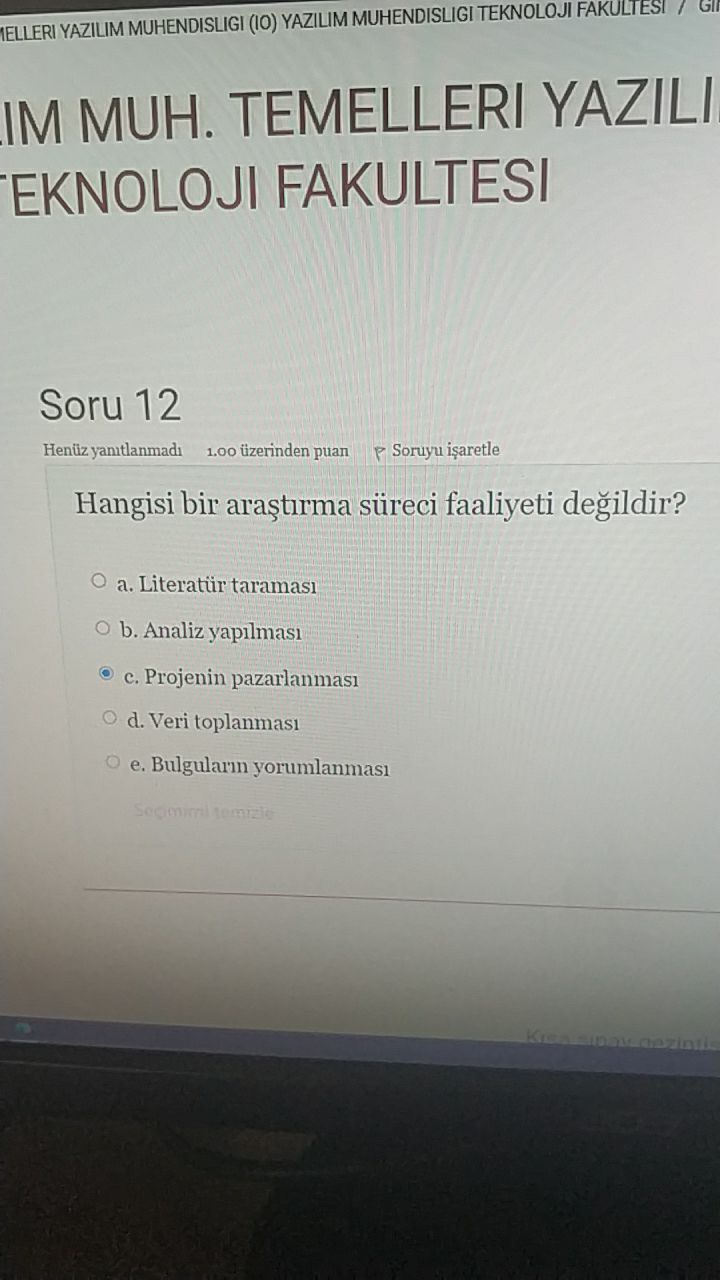 MELLERI YAZILIM MUHENDISLIGI (IO) YAZILIM MUHENDISLIGI TEKNOLOJI FAKULTESI /
IM MUH. TEMELLERI YAZILI
TEKNOLOJI FAKULTESI
Soru 12
Henüz yanıtlanmadı 1.00 üzerinden puan Soruyu işaretle
Hangisi bir araştırma süreci faaliyeti değildir?
a. Literatür taraması
b. Analiz yapılması
c. Projenin pazarlanması
d. Veri toplanması
e. Bulguların yorumlanması
Seçimimi temizle
Kısa sınav gezintis